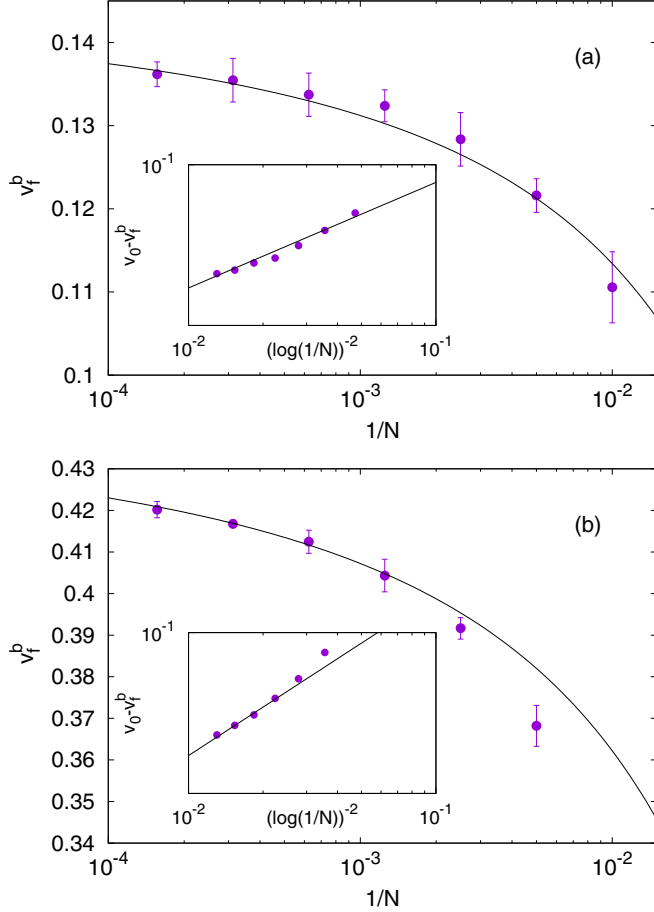 0.145
0.14
(a)
0.13
v_f^b
0.12
0.11
0.1
10^-1
v_0-v_f^b
10^-2
(log(1/N))^-2
10^-1
10^-4
10^-3
10^-2
1/N
0.43
0.42
(b)
0.41
0.4
v_f^b
0.39
0.38
0.37
0.36
0.35
0.34
10^-1
v_0-v_f^b
10^-2
(log(1/N))^-2
10^-1
10^-4
10^-3
10^-2
1/N